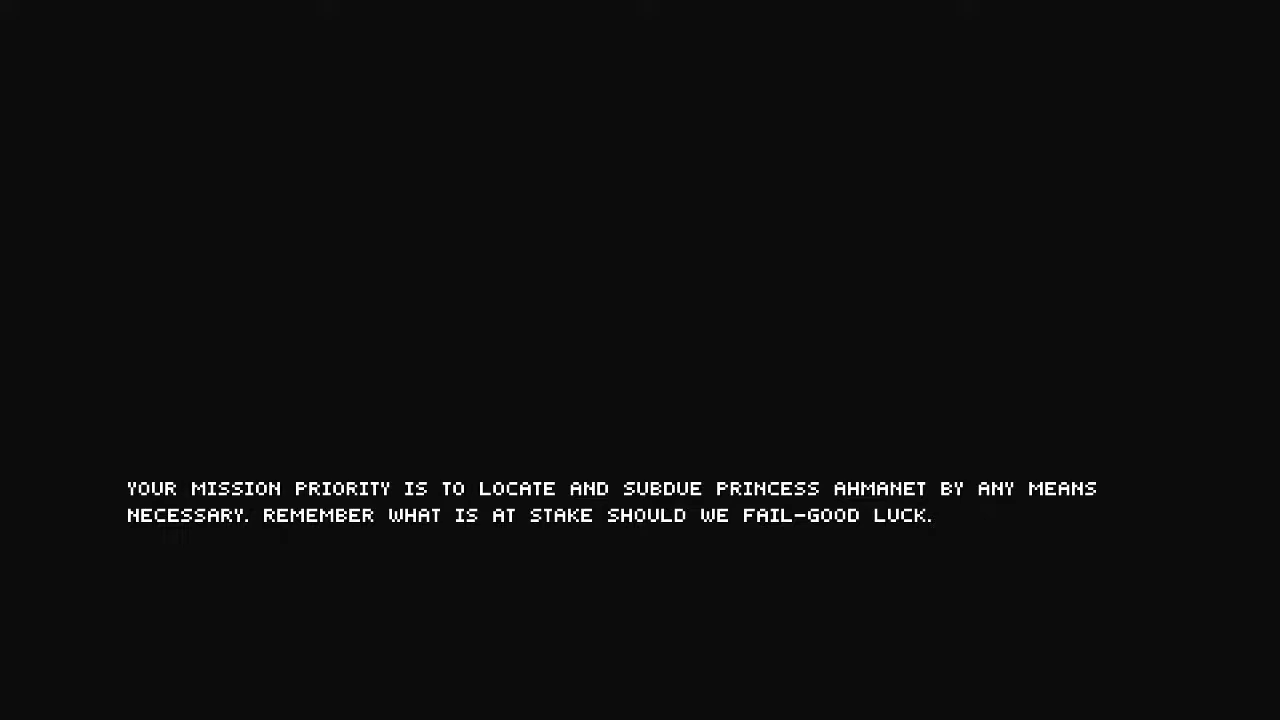 YOUR MISSION PRIORITY IS TO LOCATE AND SUBDUE PRINCESS AHMANET BY ANY MEANS
NECESSARY. REMEMBER WHAT IS AT STAKE SHOULD WE FAIL-GOOD LUCK.